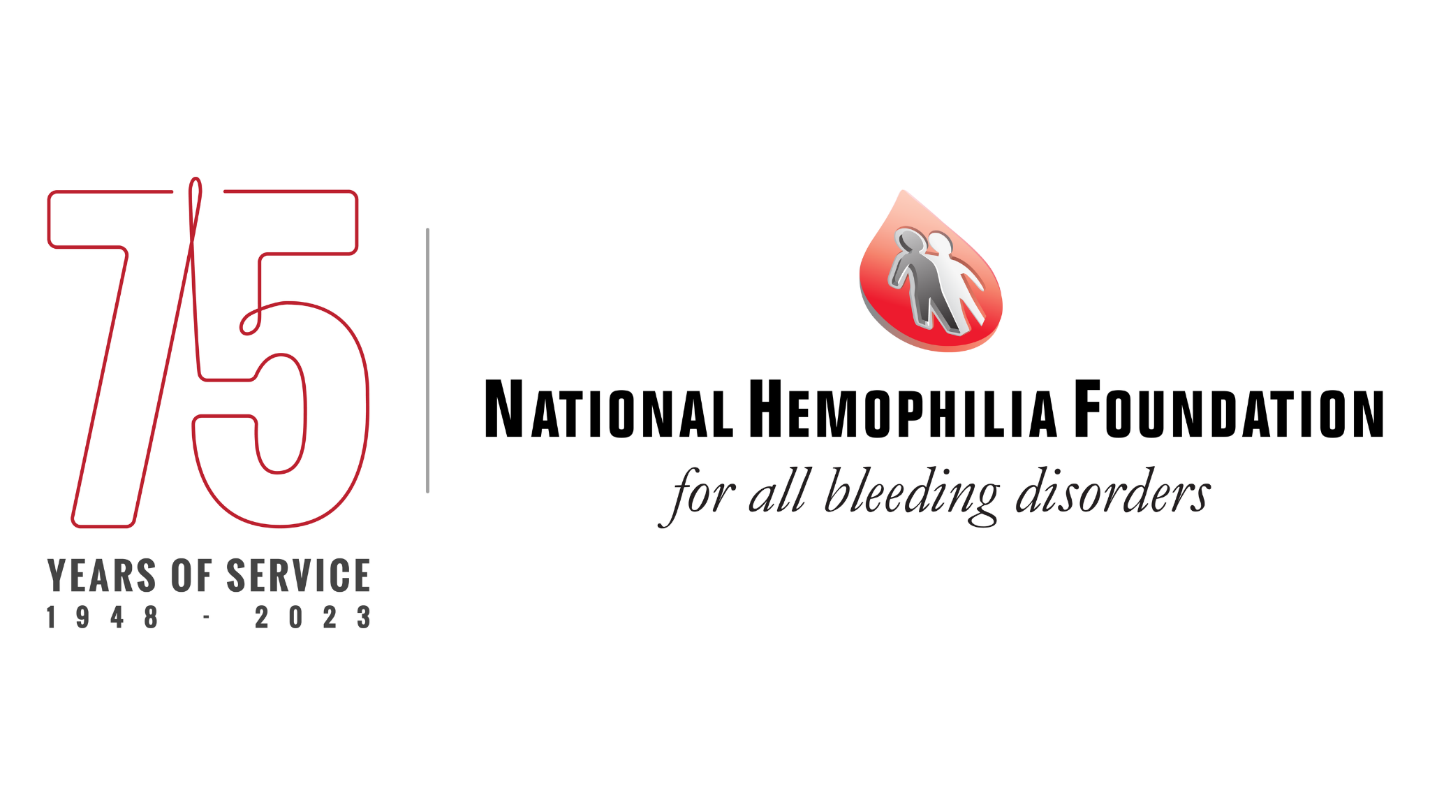 75
YEARS OF SERVICE
1948 - 2023
NATIONAL HEMOPHILIA FOUNDATION
for all bleeding disorders